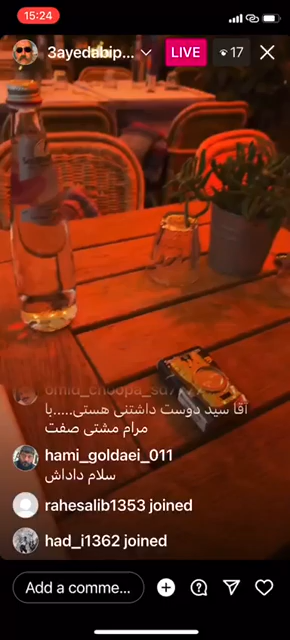 15:24
3ayedabip...
LIVE
17
omid_choopa_sd7
آقا سید دوست داشتنی هستی.....با
مرام مشتی صفت
hami_goldaei_011
سلام داداش
rahesalib1353 joined
had_i1362 joined
Add a comme...